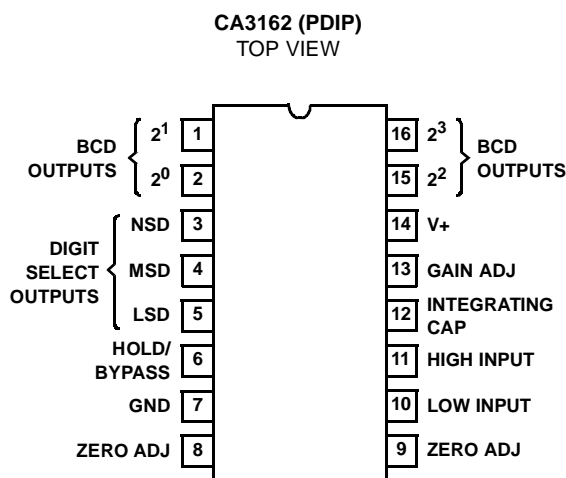 CA3162 (PDIP)
TOP VIEW
BCD
OUTPUTS
2¹ 1
2⁰ 2
DIGIT
SELECT
OUTPUTS
NSD 3
MSD 4
LSD 5
HOLD/
BYPASS 6
GND 7
ZERO ADJ 8
16 2³
15 2²
BCD
OUTPUTS
14 V+
13 GAIN ADJ
12 INTEGRATING
CAP
11 HIGH INPUT
10 LOW INPUT
9 ZERO ADJ